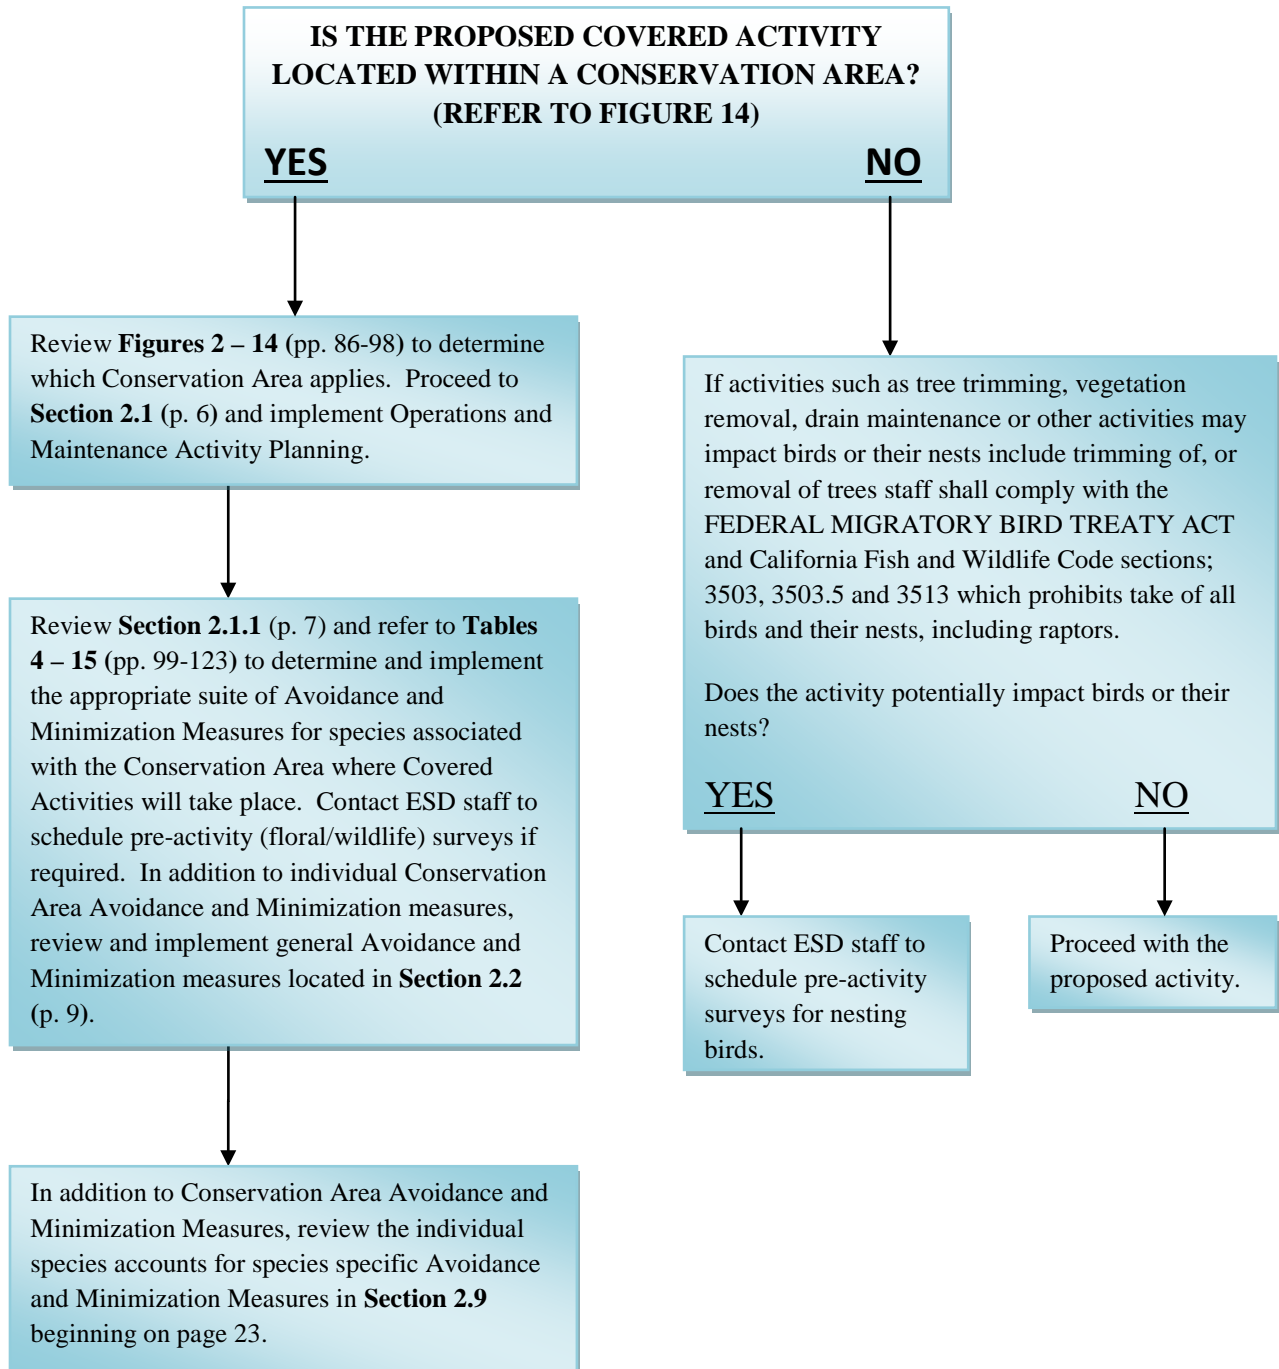 IS THE PROPOSED COVERED ACTIVITY
LOCATED WITHIN A CONSERVATION AREA?
(REFER TO FIGURE 14)
YES
NO
Review Figures 2 – 14 (pp. 86-98) to determine
which Conservation Area applies.  Proceed to
Section 2.1 (p. 6) and implement Operations and
Maintenance Activity Planning.
Review Section 2.1.1 (p. 7) and refer to Tables
4 – 15 (pp. 99-123) to determine and implement
the appropriate suite of Avoidance and
Minimization Measures for species associated
with the Conservation Area where Covered
Activities will take place.  Contact ESD staff to
schedule pre-activity (floral/wildlife) surveys if
required.  In addition to individual Conservation
Area Avoidance and Minimization measures,
review and implement general Avoidance and
Minimization measures located in Section 2.2
(p. 9).
In addition to Conservation Area Avoidance and
Minimization Measures, review the individual
species accounts for species specific Avoidance
and Minimization Measures in Section 2.9
beginning on page 23.
If activities such as tree trimming, vegetation
removal, drain maintenance or other activities may
impact birds or their nests include trimming of, or
removal of trees staff shall comply with the
FEDERAL MIGRATORY BIRD TREATY ACT
and California Fish and Wildlife Code sections;
3503, 3503.5 and 3513 which prohibits take of all
birds and their nests, including raptors.
Does the activity potentially impact birds or their
nests?
YES
NO
Contact ESD staff to
schedule pre-activity
surveys for nesting
birds.
Proceed with the
proposed activity.